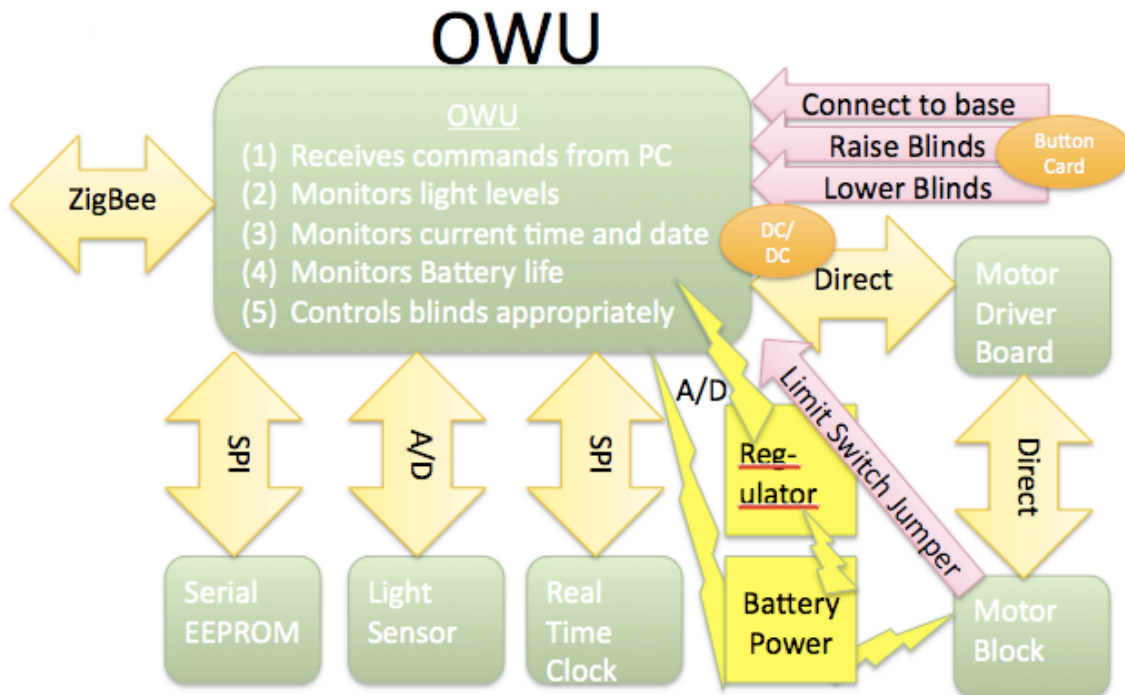 OWU
OWU
(1) Receives commands from PC
(2) Monitors light levels
(3) Monitors current time and date
(4) Monitors Battery life
(5) Controls blinds appropriately
ZigBee
Connect to base
Raise Blinds
Lower Blinds
Button
Card
DC/
DC
Direct
Motor
Driver
Board
SPI
A/D
SPI
A/D
Reg-
ulator
Limit Switch Jumper
Direct
Serial
EEPROM
Light
Sensor
Real
Time
Clock
Battery
Power
Motor
Block